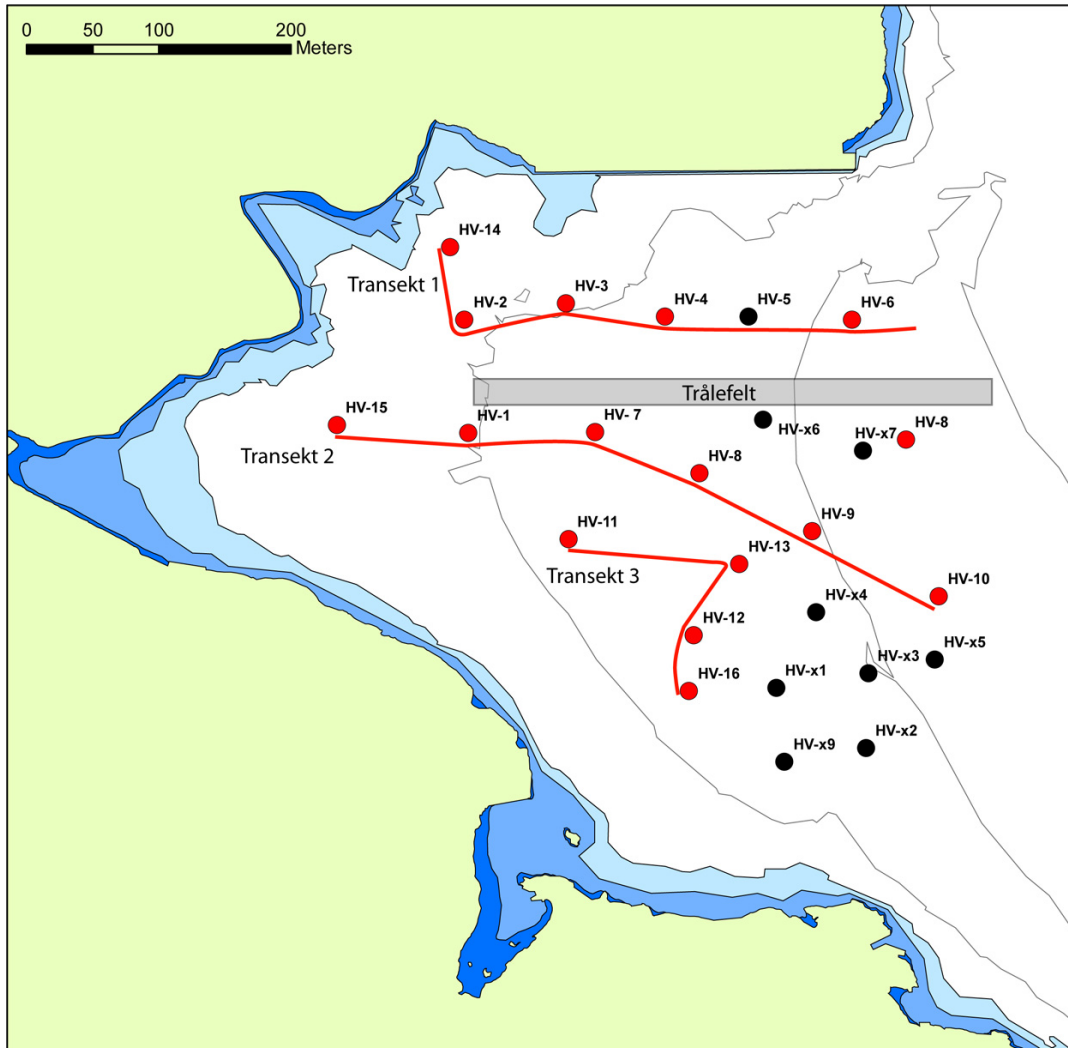 0 50 100 200
Meters
HV-14
Transekt 1
HV-2
HV-3
HV-4
HV-5
HV-6
Trålefelt
HV-15
HV-1
HV- 7
HV-x6
HV-x7
HV-8
Transekt 2
HV-8
HV-9
HV-11
HV-13
Transekt 3
HV-10
HV-x4
HV-12
HV-x3
HV-x5
HV-16
HV-x1
HV-x2
HV-x9